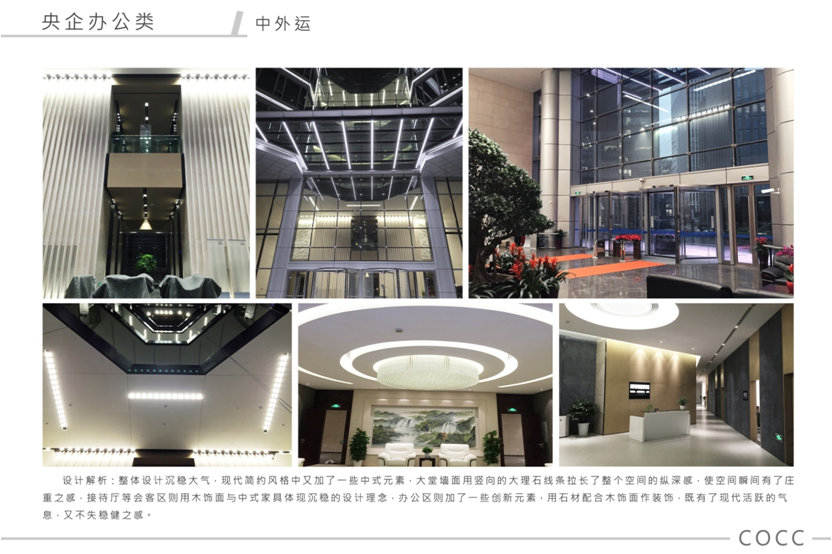 央企办公类
中外运
设计解析：整体设计沉稳大气，现代简约风格中又加了一些中式元素，大堂墙面用竖向的大理石线条拉长了整个空间的纵深感，使空间瞬间有了庄
重之感，接待厅等会客区则用木饰面与中式家具体现沉稳的设计理念，办公区则加了一些创新元素，用石材配合木饰面作装饰，既有了现代活跃的气
息，又不失稳健之感。
COCC